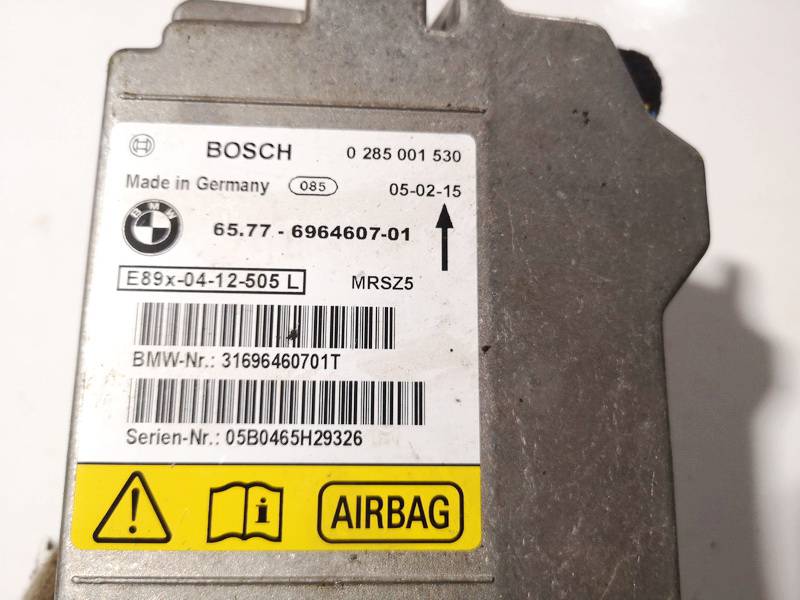 BOSCH 0 285 001 530
Made in Germany 085 05-02-15
BMW 65.77 - 6964607-01
E89x-04-12-505 L MRSZ5
BMW-Nr.: 31696460701T
Serien-Nr.: 05B0465H29326
AIRBAG